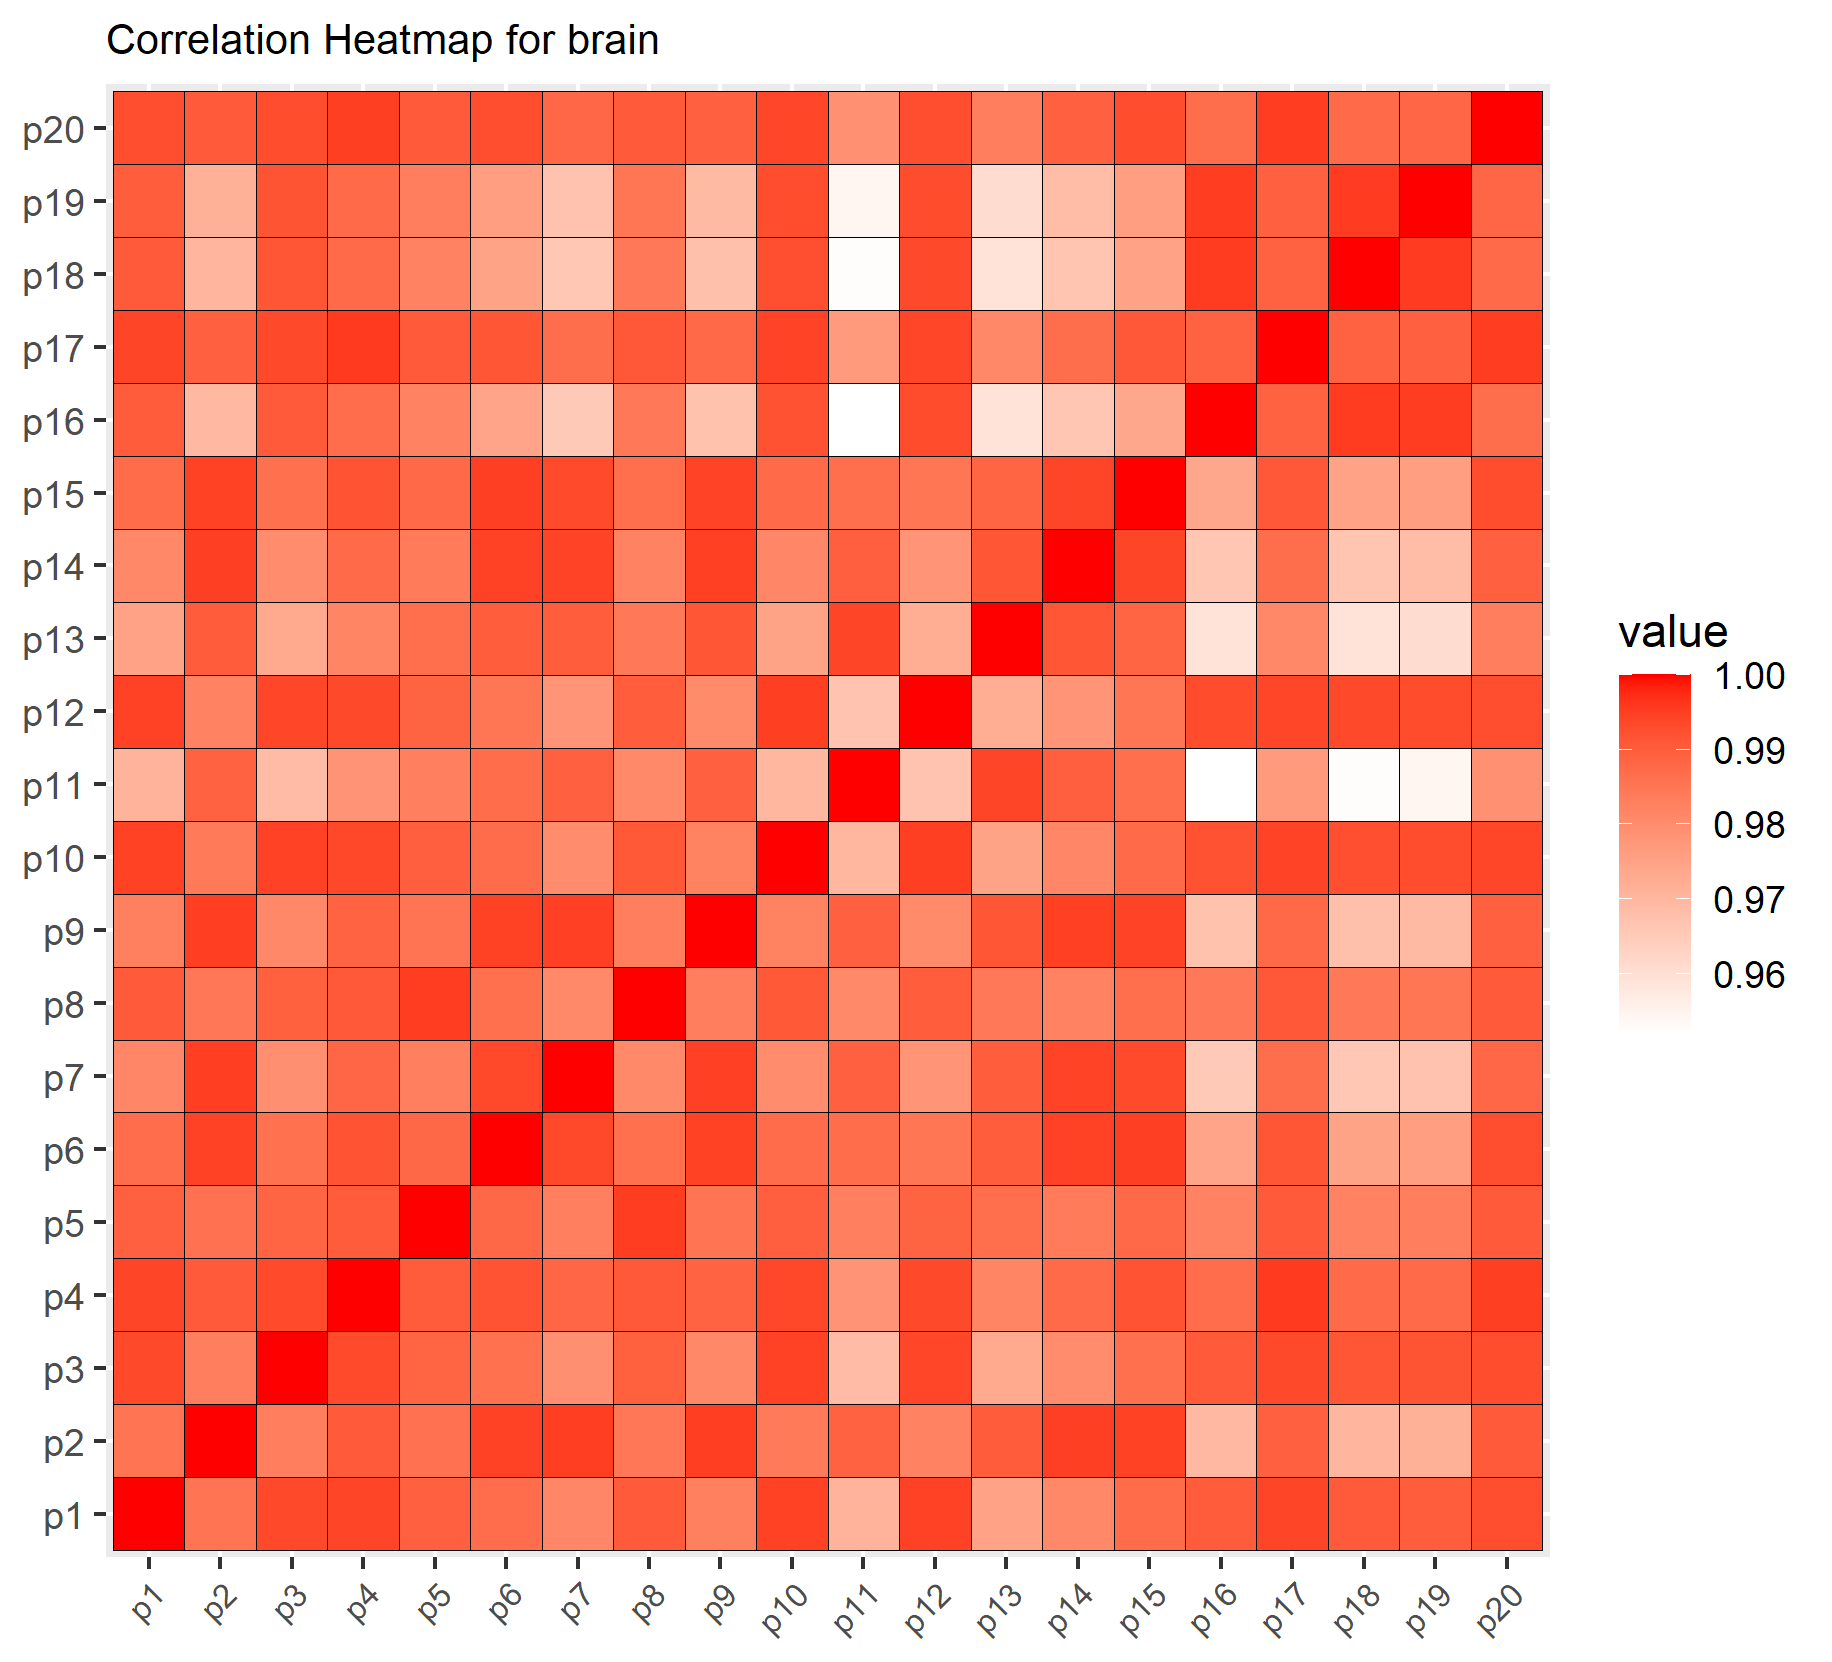 Correlation Heatmap for brain
p20
p19
p18
p17
p16
p15
p14
p13
p12
p11
p10
p9
p8
p7
p6
p5
p4
p3
p2
p1
p1 p2 p3 p4 p5 p6 p7 p8 p9 p10 p11 p12 p13 p14 p15 p16 p17 p18 p19 p20
value
1.00
0.99
0.98
0.97
0.96